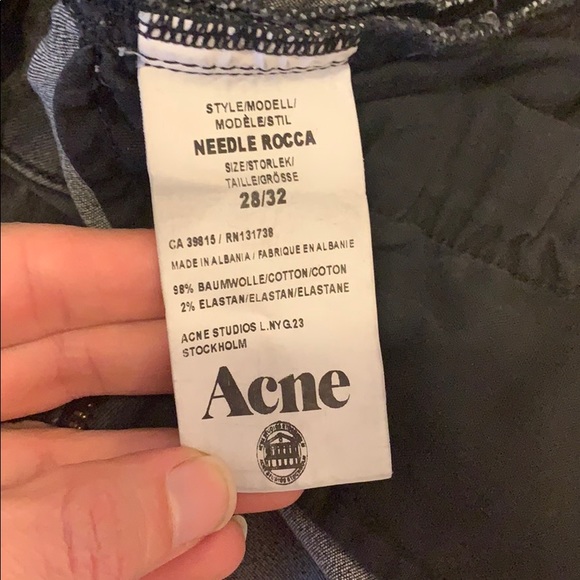 STYLE/MODELL/
MODÈLE/STIL
NEEDLE ROCCA
SIZE/STORLEK/
TAILLE/GRÖSSE
28/32
CA 39815 / RN131738
MADE IN ALBANIA / FABRIQUE EN ALBANIE
98% BAUMWOLLE/COTTON/COTON
2% ELASTAN/ELASTAN/ELASTANE
ACNE STUDIOS L.NYG.23
STOCKHOLM
Acne